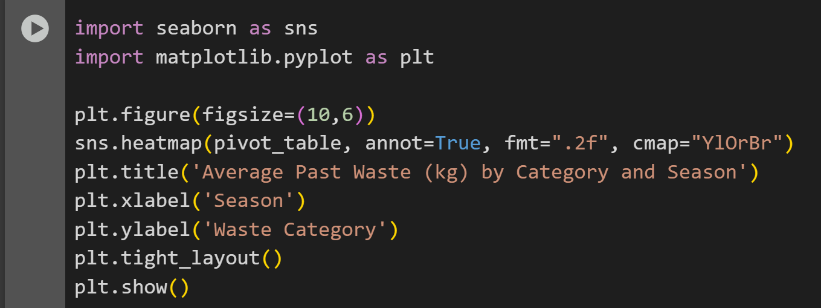 import seaborn as sns
import matplotlib.pyplot as plt
plt.figure(figsize=(10,6))
sns.heatmap(pivot_table, annot=True, fmt=".2f", cmap="YlOrBr")
plt.title('Average Past Waste (kg) by Category and Season')
plt.xlabel('Season')
plt.ylabel('Waste Category')
plt.tight_layout()
plt.show()